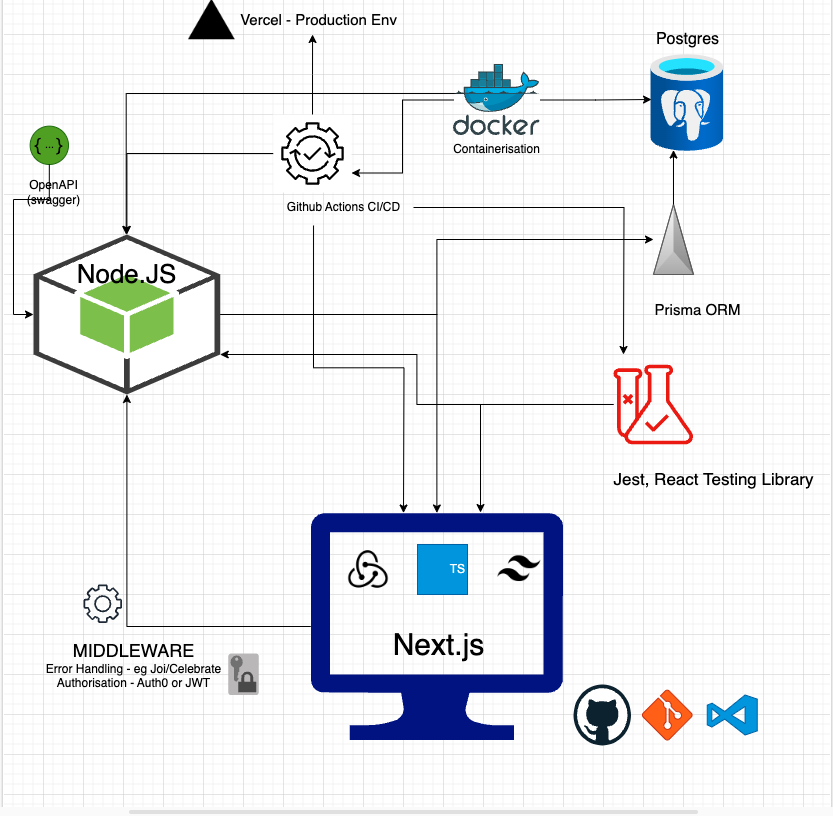 Vercel - Production Env
Postgres
docker
Containerisation
{...}
OpenAPI
(swagger)
Github Actions CI/CD
Node.JS
Prisma ORM
Jest, React Testing Library
TS
Next.js
MIDDLEWARE
Error Handling - eg Joi/Celebrate
Authorisation - Auth0 or JWT